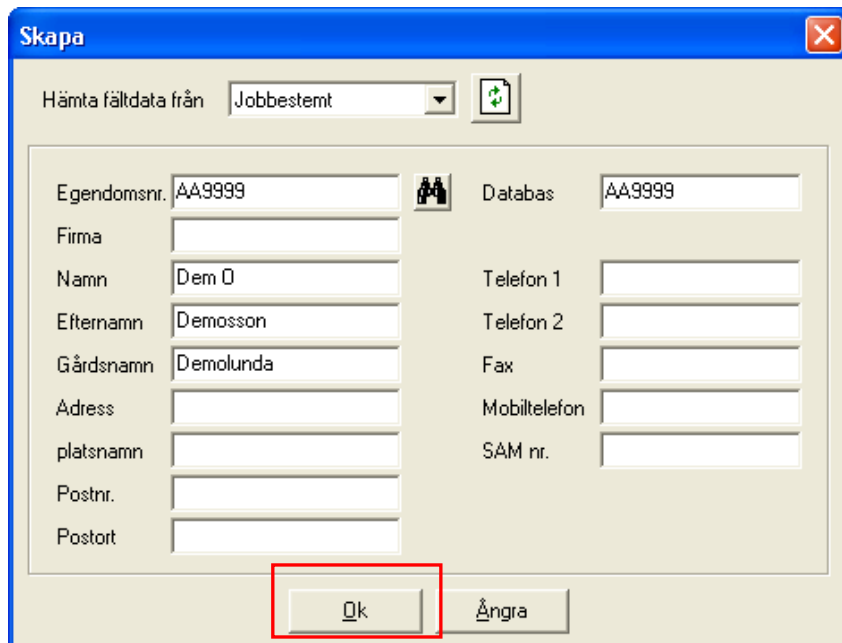 Skapa
Hämta fältdata från Jobbestemt
Egendomsnr. AA9999 Databas AA9999
Firma
Namn Dem O Telefon 1
Efternamn Demosson Telefon 2
Gårdsnamn Demolunda Fax
Adress Mobiltelefon
platsnamn SAM nr.
Postnr.
Postort
Ok Ångra